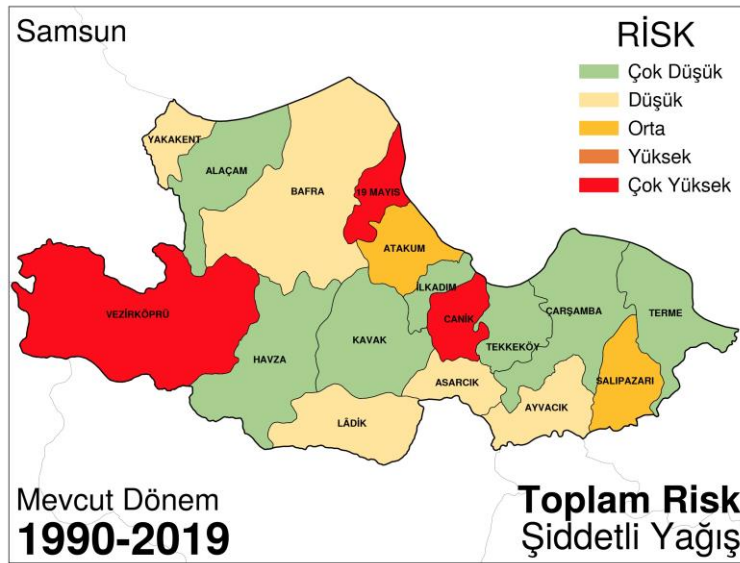 Samsun
RİSK
Çok Düşük
Düşük
Orta
Yüksek
Çok Yüksek
YAKAKENT
ALAÇAM
BAFRA
19 MAYIS
ATAKUM
İLKADIM
ÇARŞAMBA
TERME
VEZİRKÖPRÜ
CANİK
KAVAK
TEKKEKÖY
HAVZA
ASARCIK
SALIPAZARI
AYVACIK
LÂDİK
Mevcut Dönem
1990-2019
Toplam Risk
Şiddetli Yağış